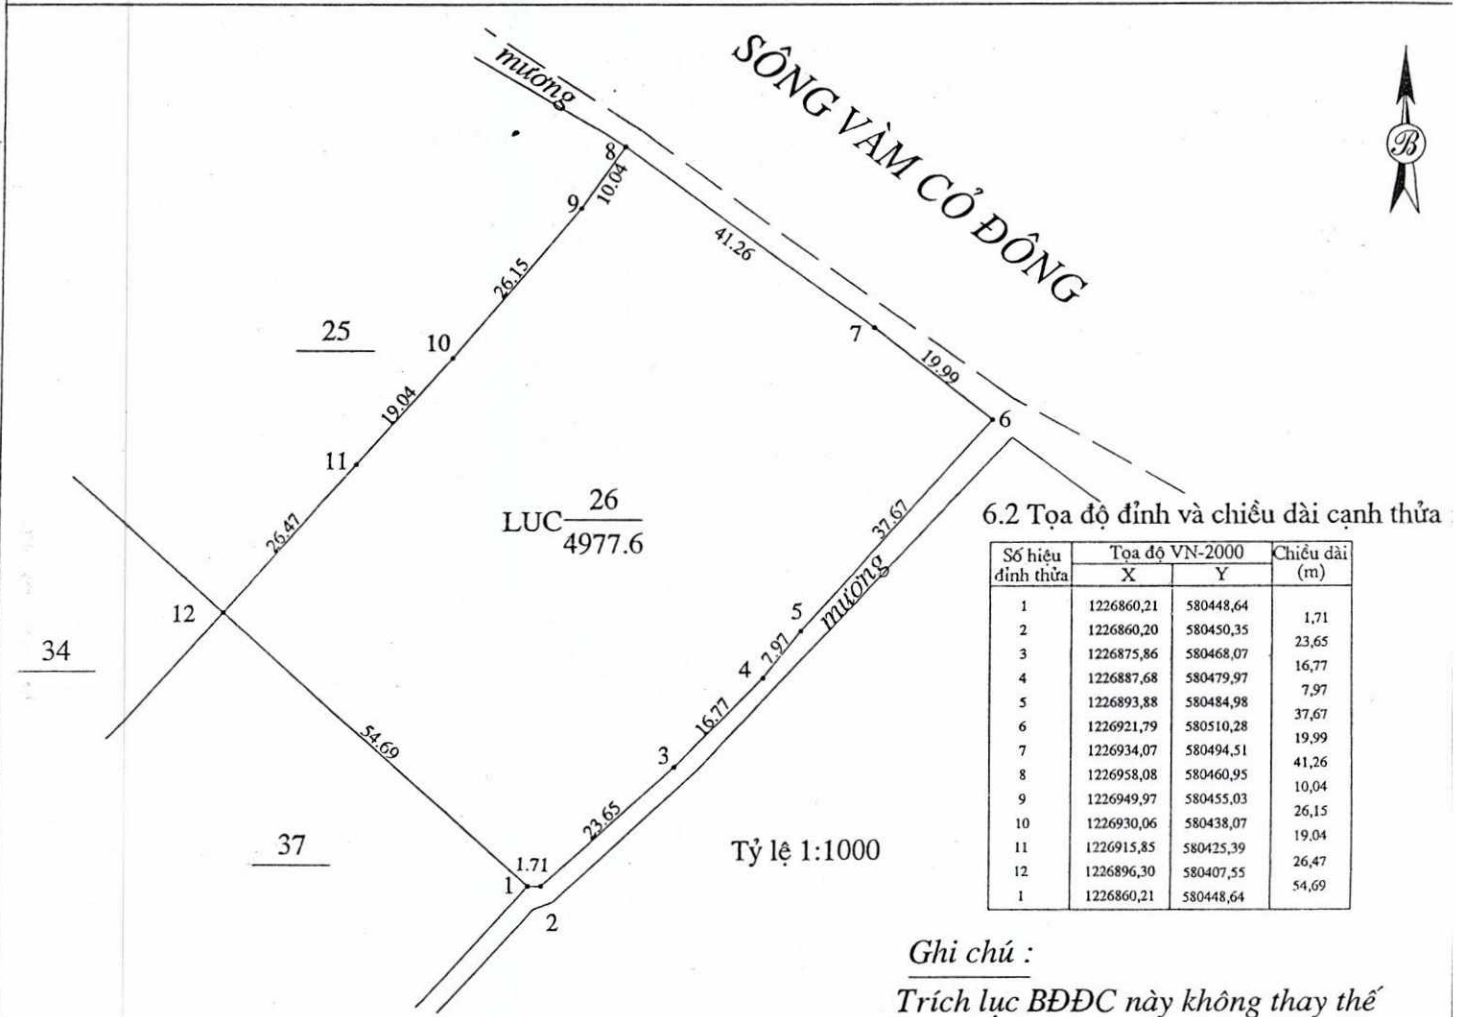 mương
SÔNG VÀM CỎ ĐÔNG
B
8
10.04
9
41.26
26.15
7
25
10
19.99
6
19.04
11
LUC 26
4977.6
37.67
26.47
mương
12
5
34
7.97
4
54.69
16.77
3
23.65
37
1.71
1
2
Tỷ lệ 1:1000
6.2 Tọa độ đỉnh và chiều dài cạnh thửa
Số hiệu đỉnh thửa Tọa độ VN-2000 Chiều dài (m)
X Y
1 1226860,21 580448,64
1,71
2 1226860,20 580450,35
23,65
3 1226875,86 580468,07
16,77
4 1226887,68 580479,97
7,97
5 1226893,88 580484,98
37,67
6 1226921,79 580510,28
19,99
7 1226934,07 580494,51
41,26
8 1226958,08 580460,95
10,04
9 1226949,97 580455,03
26,15
10 1226930,06 580438,07
19,04
11 1226915,85 580425,39
26,47
12 1226896,30 580407,55
54,69
1 1226860,21 580448,64
Ghi chú :
Trích lục BĐĐC này không thay thế